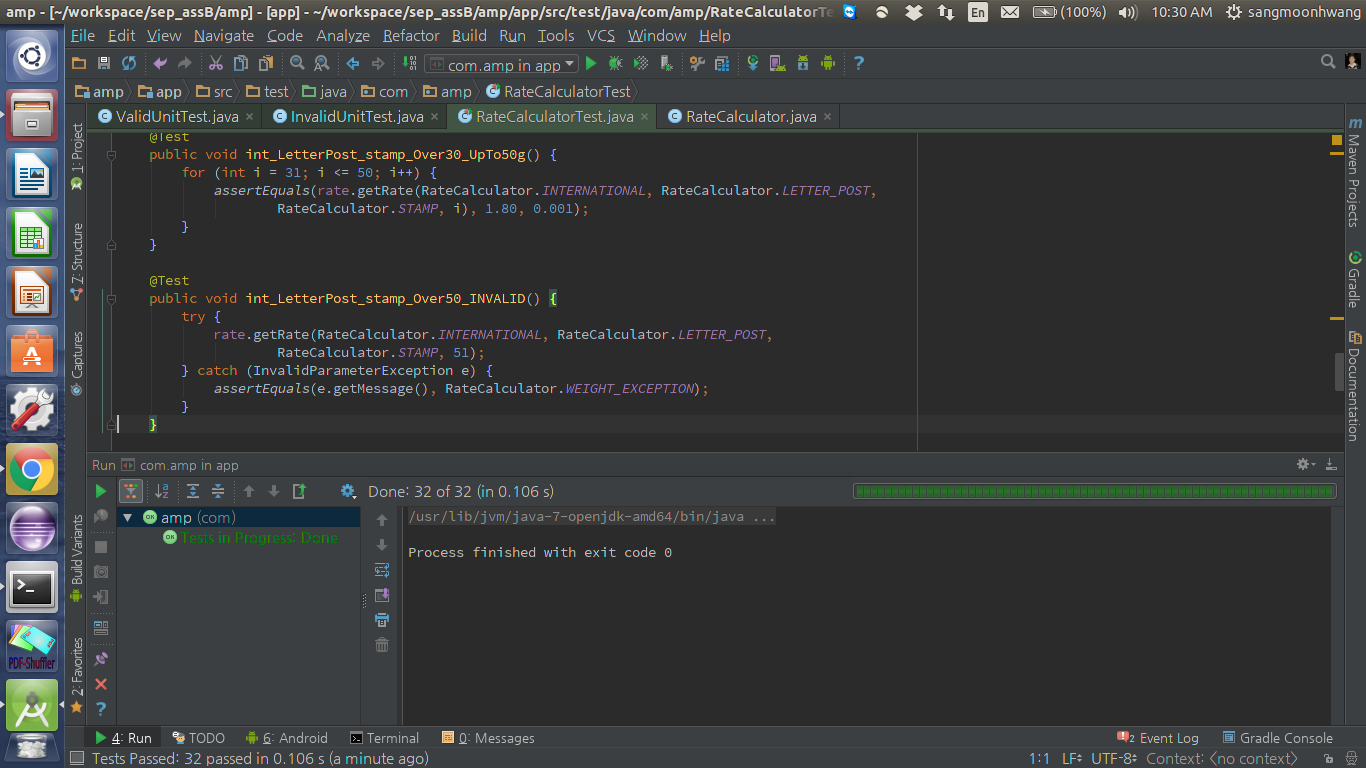 amp - [~/workspace/sep_assB/amp] - [app] - ~/workspace/sep_assB/amp/app/src/test/java/com/amp/RateCalculatorTe
En (100%) 10:30 AM sangmoonhwang
File Edit View Navigate Code Analyze Refactor Build Run Tools VCS Window Help
com.amp in app
amp app src test java com amp RateCalculatorTest
ValidUnitTest.java InvalidUnitTest.java RateCalculatorTest.java RateCalculator.java
@Test
public void int_LetterPost_stamp_Over30_UpTo50g() {
for (int i = 31; i <= 50; i++) {
assertEquals(rate.getRate(RateCalculator.INTERNATIONAL, RateCalculator.LETTER_POST,
RateCalculator.STAMP, i), 1.80, 0.001);
}
}
@Test
public void int_LetterPost_stamp_Over50_INVALID() {
try {
rate.getRate(RateCalculator.INTERNATIONAL, RateCalculator.LETTER_POST,
RateCalculator.STAMP, 51);
} catch (InvalidParameterException e) {
assertEquals(e.getMessage(), RateCalculator.WEIGHT_EXCEPTION);
}
}
1: Project
7: Structure
Captures
Build Variants
2: Favorites
m
Maven Projects
Gradle
Documentation
Run com.amp in app
Done: 32 of 32 (in 0.106 s)
amp (com)
Tests in Progress: Done
/usr/lib/jvm/java-7-openjdk-amd64/bin/java ...
Process finished with exit code 0
PDF-Shuffler
4: Run TODO 6: Android Terminal 0: Messages 2 Event Log Gradle Console
Tests Passed: 32 passed in 0.106 s (a minute ago) 1:1 LF UTF-8 Context: <no context>